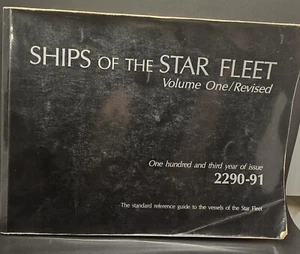 SHIPS OF THE STAR FLEET
Volume One/Revised
One hundred and third year of issue
2290-91
The standard reference guide to the vessels of the Star Fleet